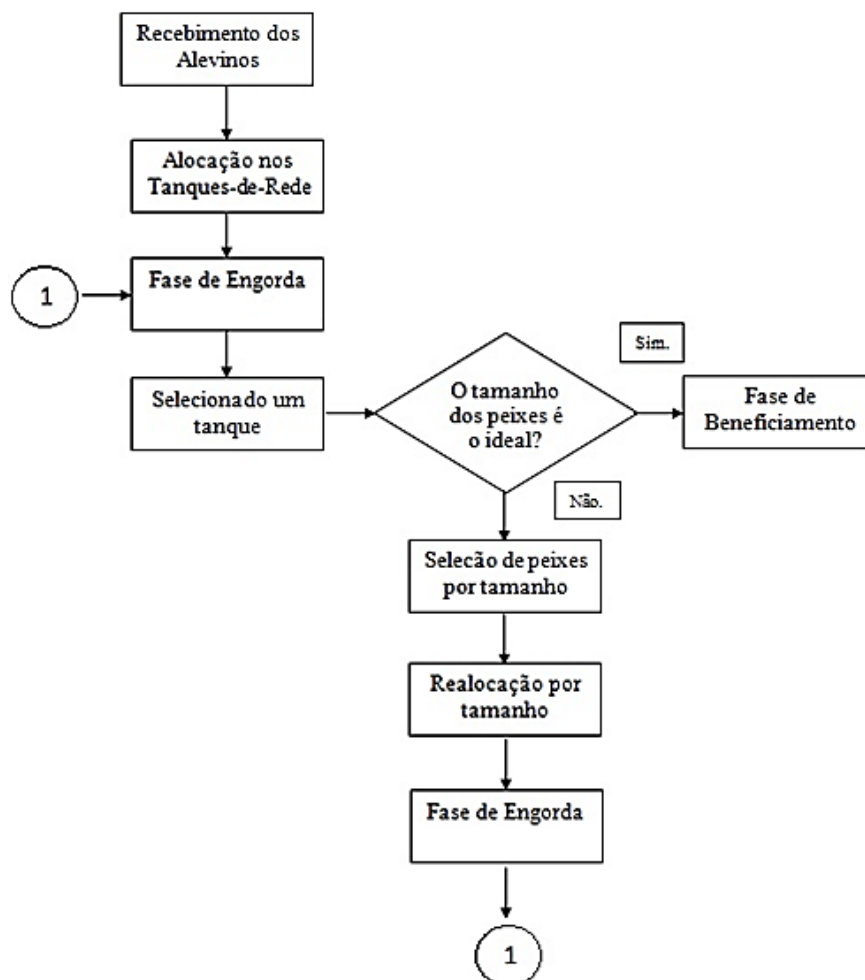 Recebimento dos
Alevinos
Alocação nos
Tanques-de-Rede
1
Fase de Engorda
Selecionado um
tanque
O tamanho
dos peixes é
o ideal?
Sim.
Fase de
Beneficiamento
Não.
Selecão de peixes
por tamanho
Realocação por
tamanho
Fase de Engorda
1